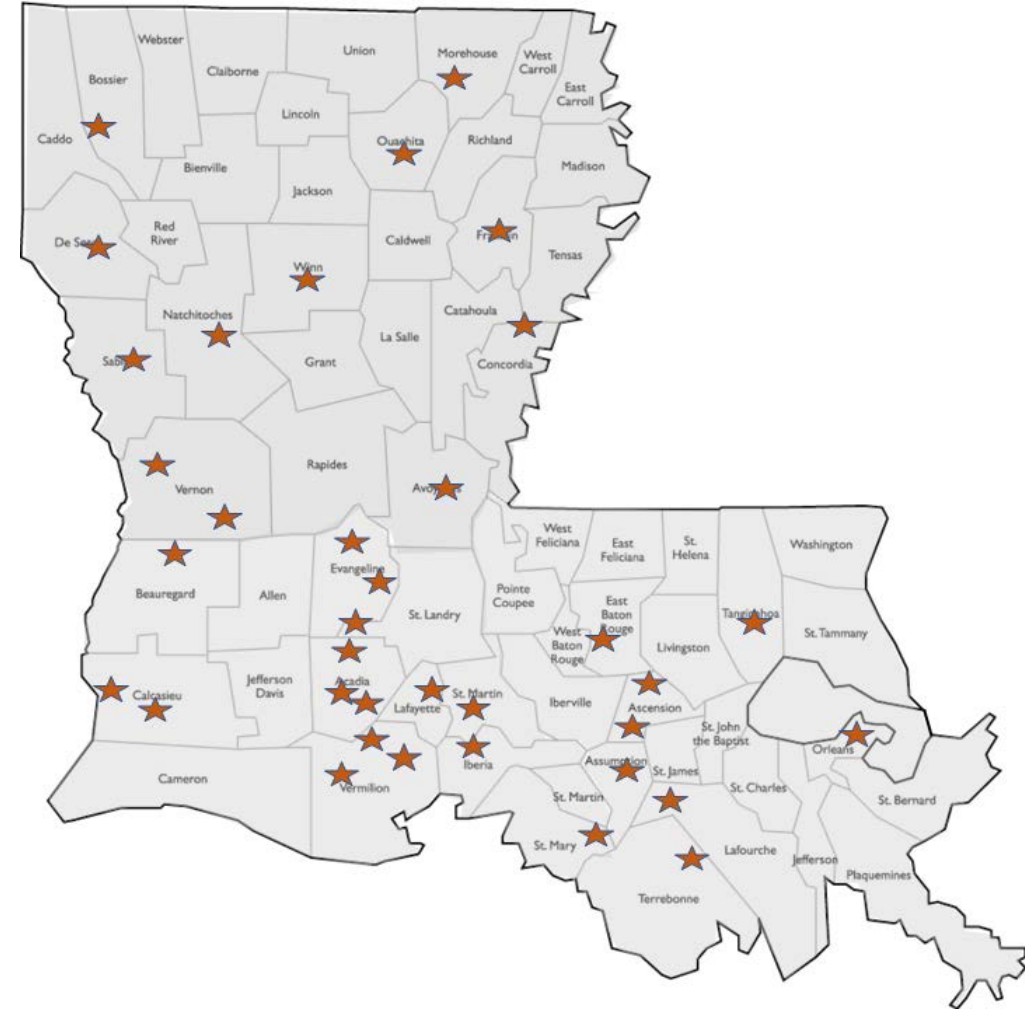 Webster
Union
Morehouse
West
Carroll
Claiborne
Bossier
East
Carroll
Lincoln
Caddo
Ouachita
Richland
Bienville
Madison
Jackson
Red
River
Caldwell
Tensas
Winn
Natchitoches
Catahoula
La Salle
Grant
Concordia
Rapides
Vernon
West
Feliciana
East
Feliciana
St.
Helena
Washington
Evangeline
Beauregard
Allen
Pointe
Coupee
East
Baton
Rouge
St. Landry
St. Tammany
West
Baton
Rouge
Livingston
Jefferson
Davis
Acadia
Calcasieu
St. Martin
Lafayette
Iberville
Ascension
St. John
the Baptist
Orleans
Iberia
Assumption
St. James
Cameron
Vermilion
St. Charles
St. Martin
St. Bernard
St. Mary
Lafourche
Jefferson
Plaquemines
Terrebonne